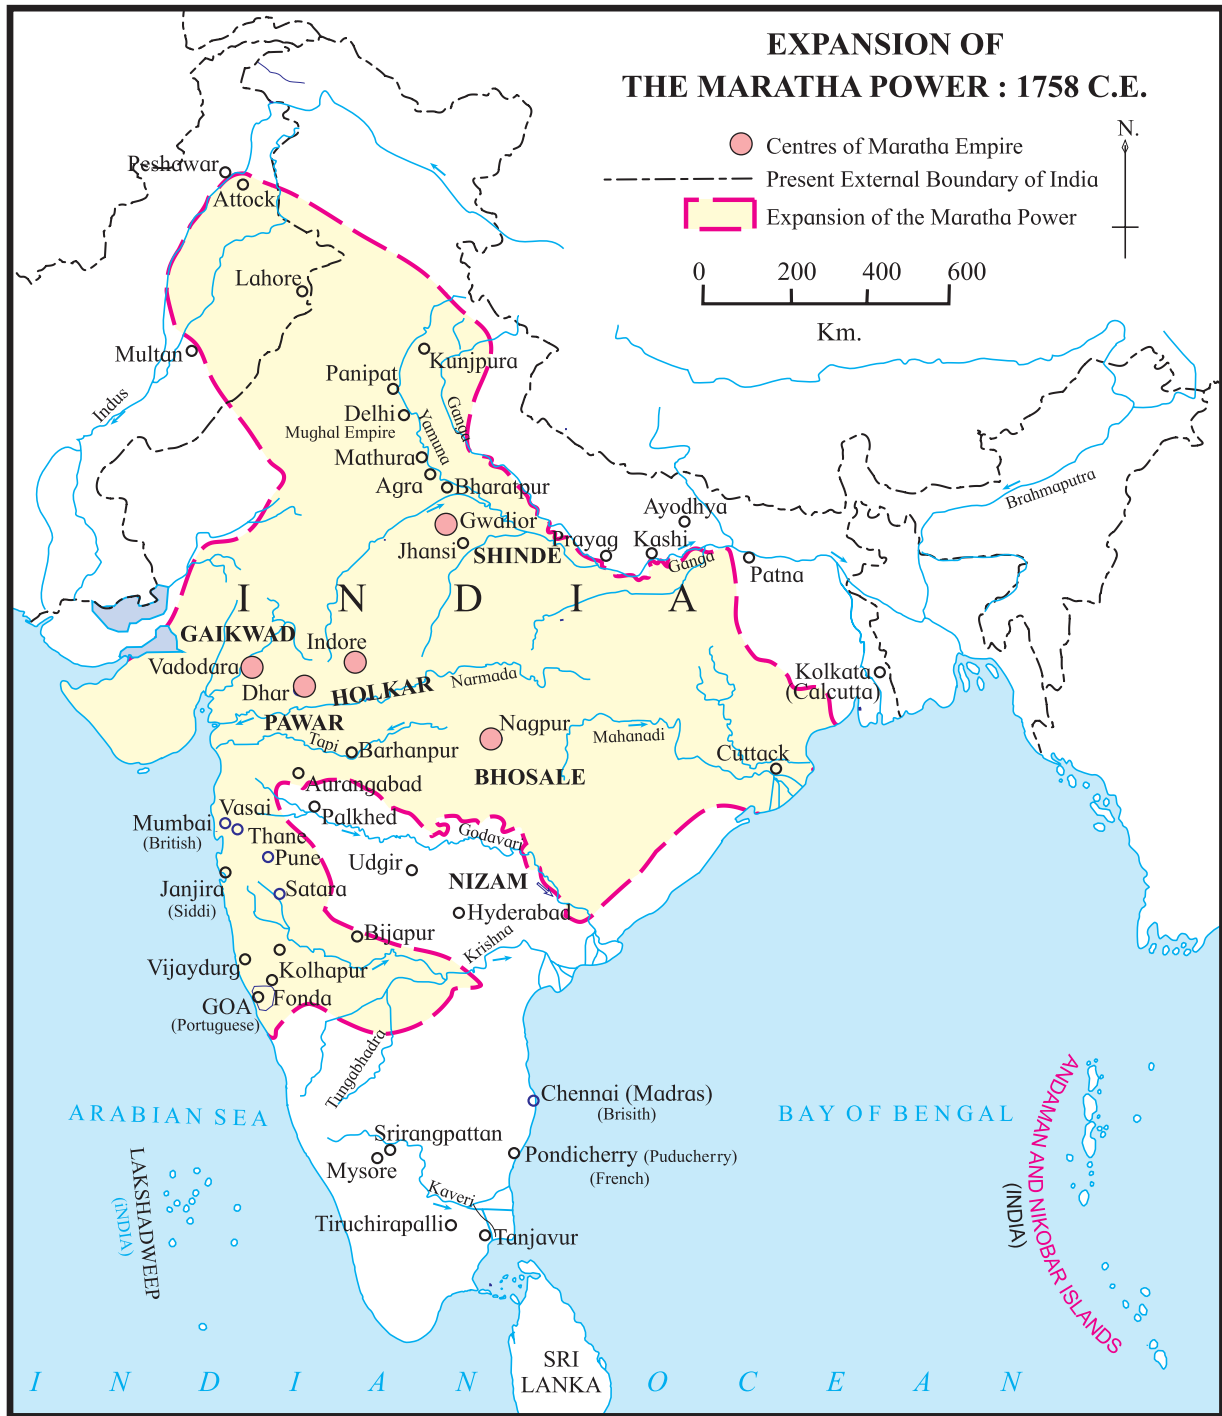 EXPANSION OF
THE MARATHA POWER : 1758 C.E.
N.
Centres of Maratha Empire
Present External Boundary of India
Expansion of the Maratha Power
0 200 400 600
Km.
Peshawar
Attock
Lahore
Multan
Indus
Kunjpura
Panipat
Delhi
Mughal Empire
Yamuna
Ganga
Mathura
Agra
Bharatpur
Gwalior
Jhansi
SHINDE
Prayag
Kashi
Ayodhya
Ganga
Patna
Brahmaputra
I N D I A
GAIKWAD
Indore
Vadodara
Dhar
HOLKAR
Narmada
PAWAR
Kolkata
(Calcutta)
Tapi
Barhanpur
Nagpur
Mahanadi
BHOSALE
Cuttack
Aurangabad
Palkhed
Vasai
Mumbai
(British)
Thane
Godavari
Pune
Udgir
Janjira
(Siddi)
Satara
NIZAM
Hyderabad
Bijapur
Krishna
Vijaydurg
Kolhapur
Fonda
GOA
(Portuguese)
Tungabhadra
Chennai (Madras)
(Brisith)
ARABIAN SEA
BAY OF BENGAL
Srirangpattan
Mysore
Pondicherry (Puducherry)
(French)
Kaveri
Tiruchirapalli
Tanjavur
LAKSHADWEEP
(iNDIA)
ANDAMAN AND NIKOBAR ISLANDS
(INDIA)
SRI
LANKA
I N D I A N O C E A N